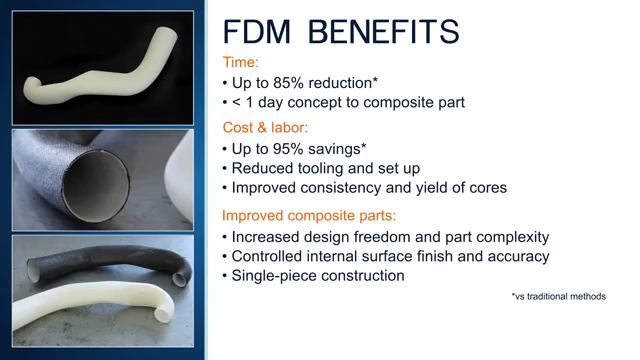 FDM BENEFITS
Time:
• Up to 85% reduction*
• < 1 day concept to composite part
Cost & labor:
• Up to 95% savings*
• Reduced tooling and set up
• Improved consistency and yield of cores
Improved composite parts:
• Increased design freedom and part complexity
• Controlled internal surface finish and accuracy
• Single-piece construction
*vs traditional methods